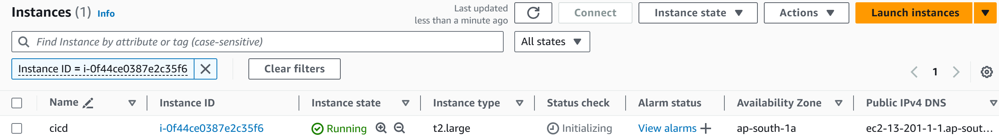 Instances (1) Info
Last updated
less than a minute ago
Connect
Instance state
Actions
Launch instances
Find Instance by attribute or tag (case-sensitive)
All states
Instance ID = i-0f44ce0387e2c35f6
Clear filters
1
Name Instance ID Instance state Instance type Status check Alarm status Availability Zone Public IPv4 DNS
cicd i-0f44ce0387e2c35f6 Running t2.large Initializing View alarms + ap-south-1a ec2-13-201-1-1.ap-sout...